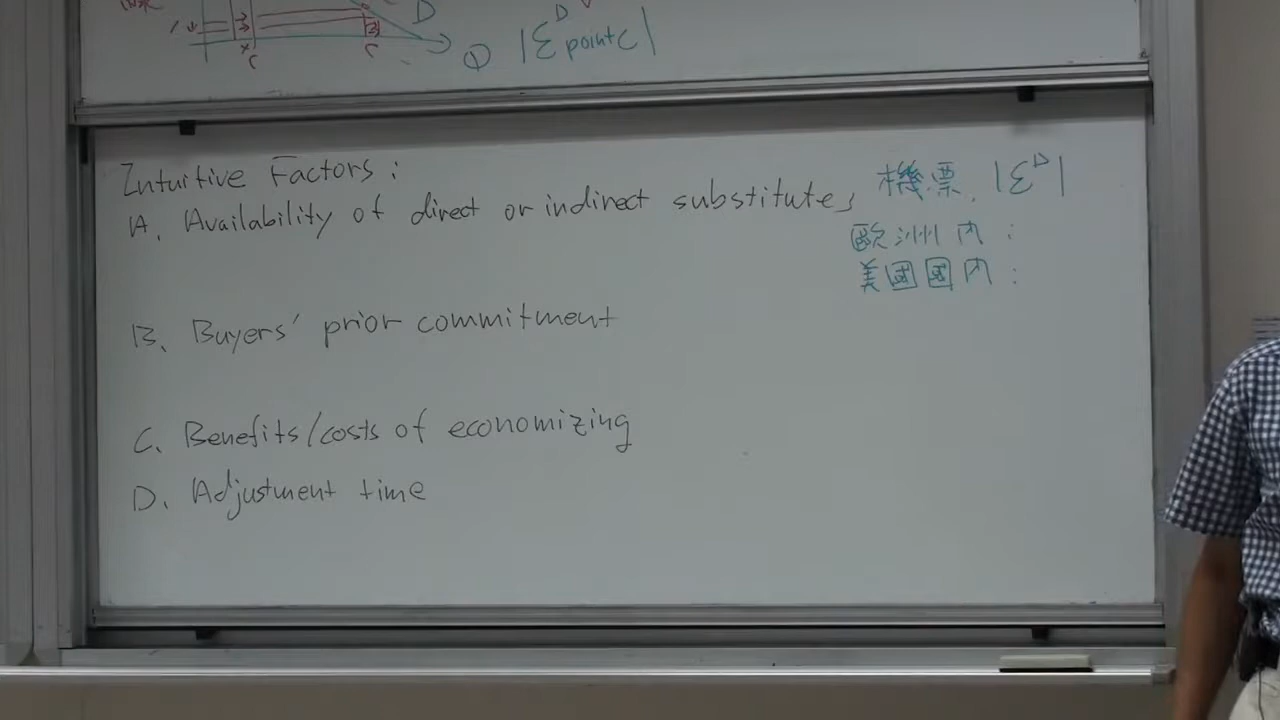 D
① |ε^D point C|
Intuitive Factors :
A. Availability of direct or indirect substitutes
機票. |ε^D|
歐洲內 :
美國國內 :
B. Buyers' prior commitment
C. Benefits/costs of economizing
D. Adjustment time